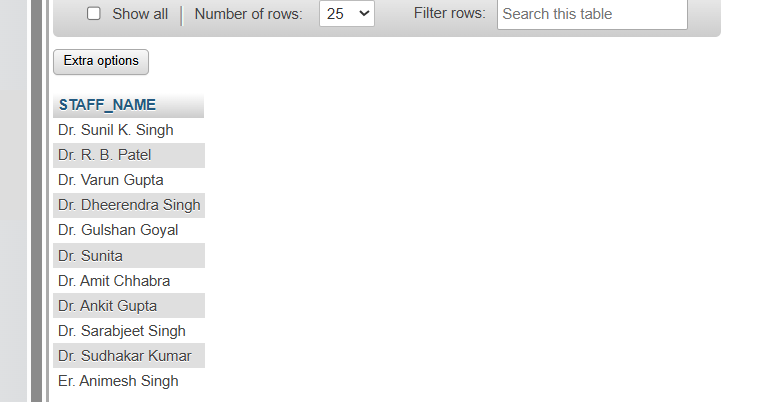 Show all Number of rows: 25 Filter rows: Search this table
Extra options
STAFF_NAME
Dr. Sunil K. Singh
Dr. R. B. Patel
Dr. Varun Gupta
Dr. Dheerendra Singh
Dr. Gulshan Goyal
Dr. Sunita
Dr. Amit Chhabra
Dr. Ankit Gupta
Dr. Sarabjeet Singh
Dr. Sudhakar Kumar
Er. Animesh Singh